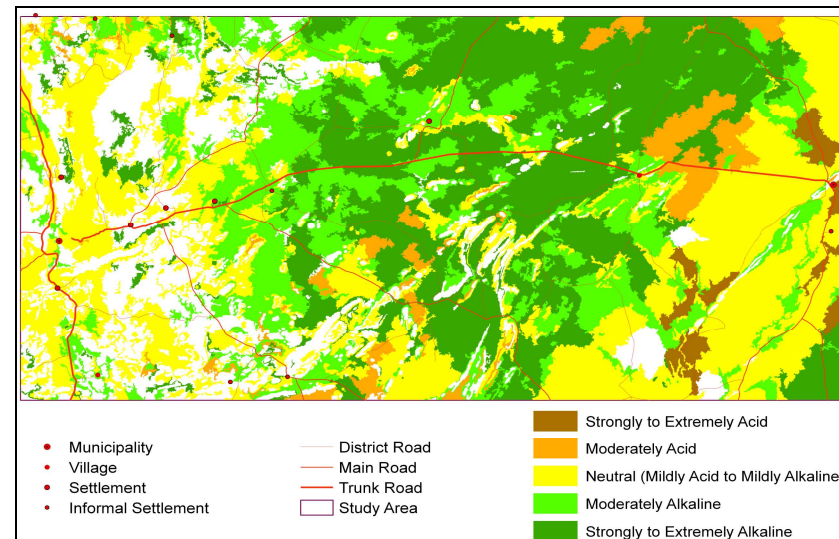 Municipality
Village
Settlement
Informal Settlement
District Road
Main Road
Trunk Road
Study Area
Strongly to Extremely Acid
Moderately Acid
Neutral (Mildly Acid to Mildly Alkaline
Moderately Alkaline
Strongly to Extremely Alkaline